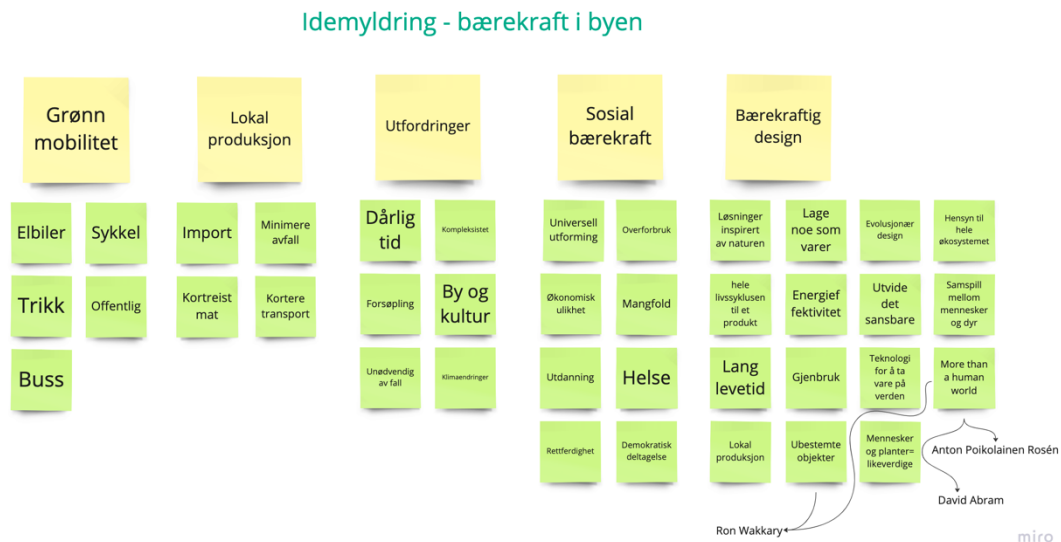 Idemyldring - bærekraft i byen
Grønn
mobilitet
Lokal
produksjon
Utfordringer
Sosial
bærekraft
Bærekraftig
design
Elbiler
Sykkel
Trikk
Offentlig
Buss
Import
Minimere
avfall
Kortreist
mat
Kortere
transport
Dårlig
tid
Kompleksistet
Forsøpling
By og
kultur
Unødvendig
av fall
Klimaendringer
Universell
utforming
Overforbruk
Økonomisk
ulikhet
Mangfold
Utdanning
Helse
Rettferdighet
Demokratisk
deltagelse
Løsninger
inspirert
av naturen
Lage
noe som
varer
Evolusjonær
design
Hensyn til
hele
økosystemet
hele
livssyklusen
til et
produkt
Energief
fektivitet
Utvide
det
sansbare
Samspill
mellom
mennesker
og dyr
Lang
levetid
Gjenbruk
Teknologi
for å ta
vare på
verden
More than
a human
world
Lokal
produksjon
Ubestemte
objekter
Mennesker
og planter=
likeverdige
Anton Poikolainen Rosén
David Abram
Ron Wakkary
miro